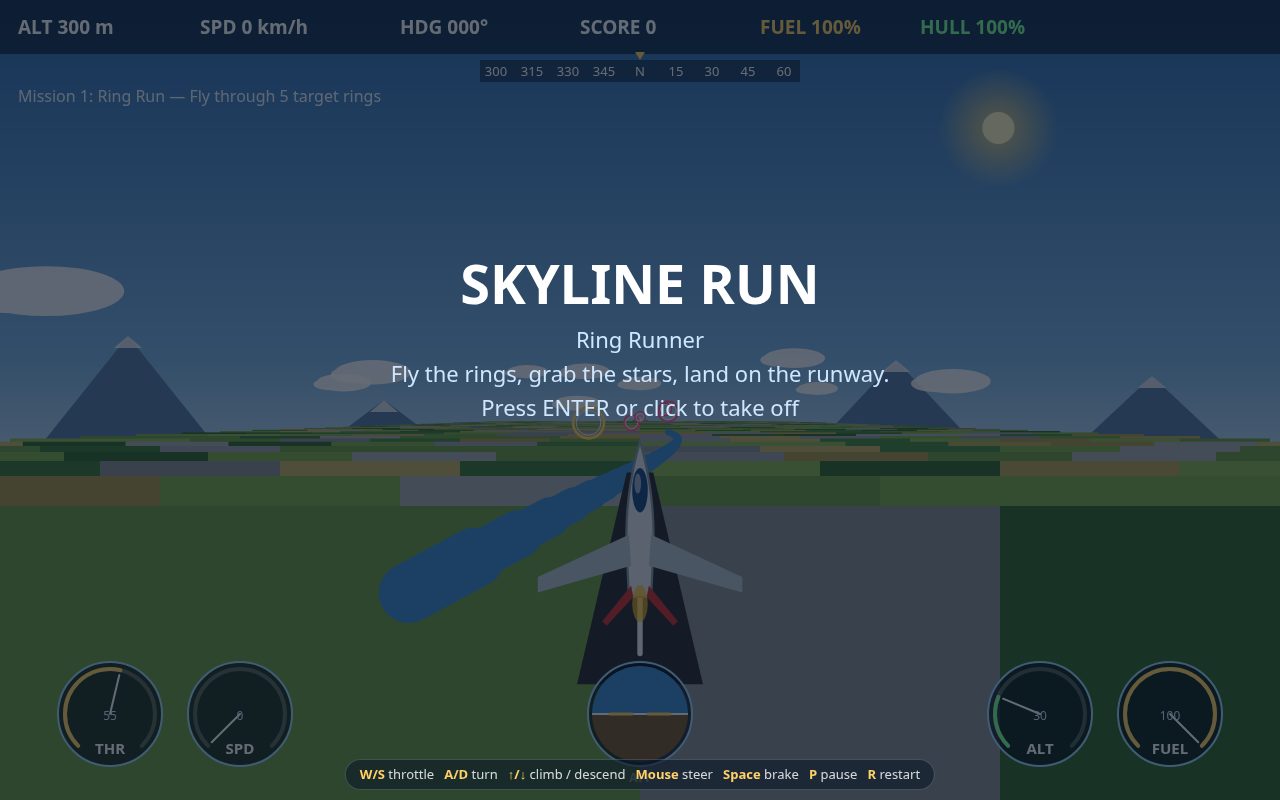 ALT 300 m SPD 0 km/h HDG 000° SCORE 0 FUEL 100% HULL 100%
300 315 330 345 N 15 30 45 60
Mission 1: Ring Run — Fly through 5 target rings
SKYLINE RUN
Ring Runner
Fly the rings, grab the stars, land on the runway.
Press ENTER or click to take off
55 0 30 100
THR SPD ALT FUEL
W/S throttle A/D turn ↑/↓ climb / descend Mouse steer Space brake P pause R restart